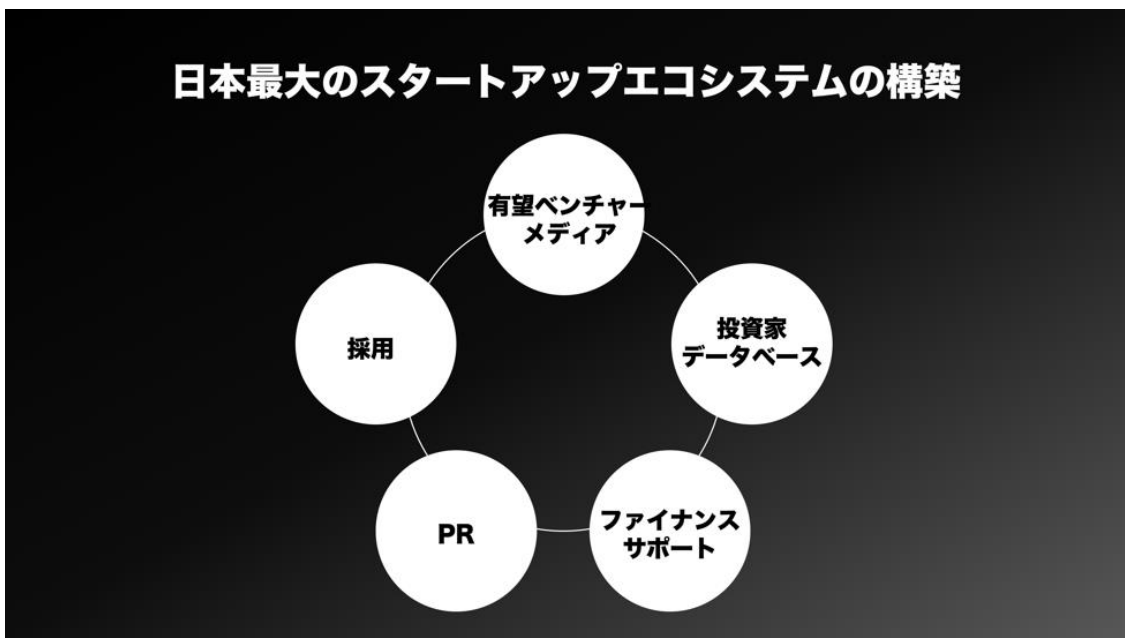 日本最大のスタートアップエコシステムの構築
有望ベンチャー
メディア
投資家
データベース
採用
ファイナンス
サポート
PR